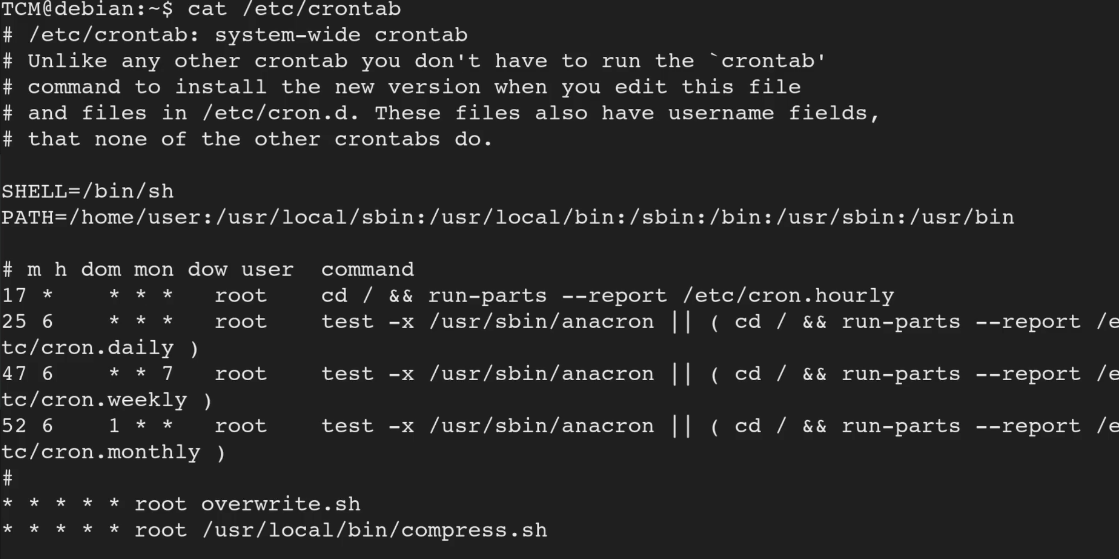 TCM@debian:~$ cat /etc/crontab
# /etc/crontab: system-wide crontab
# Unlike any other crontab you don't have to run the `crontab'
# command to install the new version when you edit this file
# and files in /etc/cron.d. These files also have username fields,
# that none of the other crontabs do.

SHELL=/bin/sh
PATH=/home/user:/usr/local/sbin:/usr/local/bin:/sbin:/bin:/usr/sbin:/usr/bin

# m h dom mon dow user  command
17 *    * * *   root    cd / && run-parts --report /etc/cron.hourly
25 6    * * *   root    test -x /usr/sbin/anacron || ( cd / && run-parts --report /e
tc/cron.daily )
47 6    * * 7   root    test -x /usr/sbin/anacron || ( cd / && run-parts --report /e
tc/cron.weekly )
52 6    1 * *   root    test -x /usr/sbin/anacron || ( cd / && run-parts --report /e
tc/cron.monthly )
#
* * * * * root overwrite.sh
* * * * * root /usr/local/bin/compress.sh